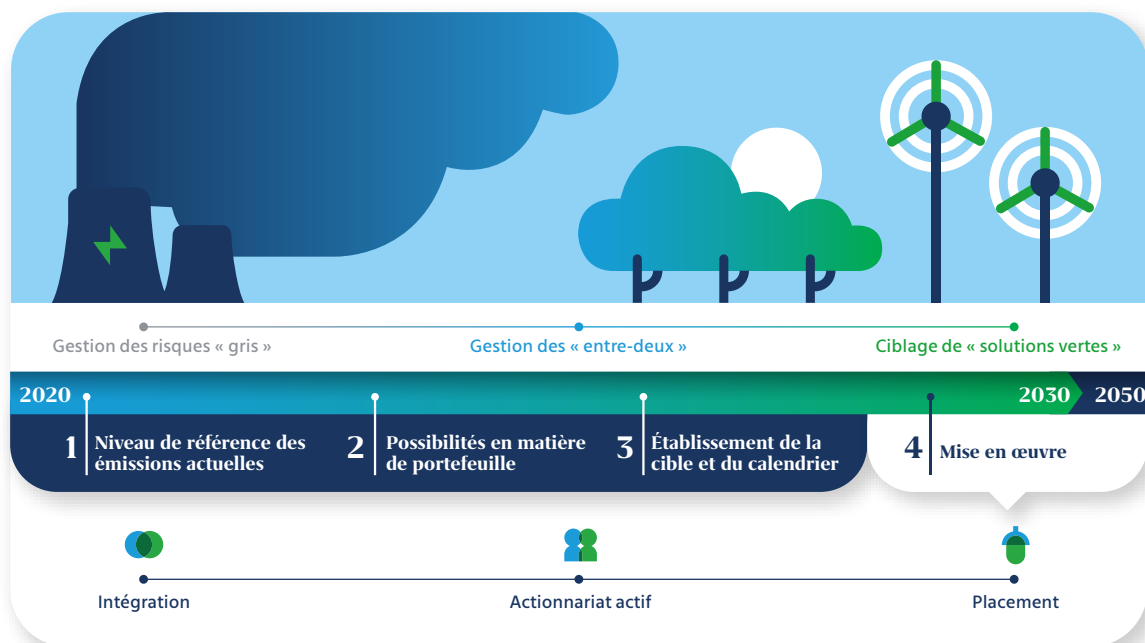 Gestion des risques « gris »
Gestion des « entre-deux »
Ciblage de « solutions vertes »
2020
2030
2050
1
Niveau de référence des
émissions actuelles
2
Possibilités en matière
de portefeuille
3
Établissement de la
cible et du calendrier
4
Mise en œuvre
Intégration
Actionnariat actif
Placement